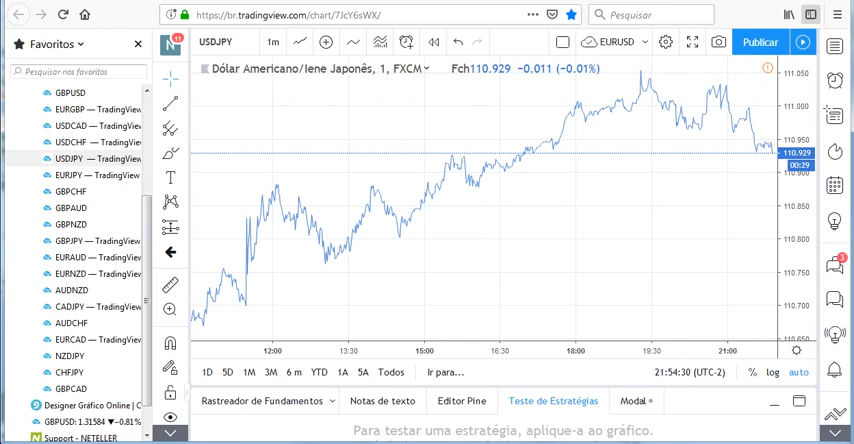 https://br.tradingview.com/chart/7JcY6sWX/
Pesquisar
Favoritos
Pesquisar nos favoritos
GBPUSD
EURGBP — TradingView
USDCAD — TradingView
USDCHF — TradingView
USDJPY — TradingView
EURJPY — TradingView
GBPCHF
GBPAUD
GBPNZD
GBPJPY — TradingView
EURAUD — TradingView
EURNZD — TradingView
AUDNZD
CADJPY — TradingView
AUDCHF
EURCAD — TradingView
NZDJPY
CHFJPY
GBPCAD
Designer Gráfico Online | C
GBPUSD: 1.31584 ▼−0.81%
Support - NETELLER
N 11
USDJPY
1m
EURUSD
Publicar
Dólar Americano/Iene Japonês, 1, FXCM
Fch110.929 −0.011 (−0.01%)
111.050
111.000
110.950
110.929
00:29
110.900
110.850
110.800
110.750
110.700
110.650
12:00 13:30 15:00 16:30 18:00 19:30 21:00
1D 5D 1M 3M 6 m YTD 1A 5A Todos Ir para...
21:54:30 (UTC-2) % log auto
Rastreador de Fundamentos Notas de texto Editor Pine Teste de Estratégias Modal
Para testar uma estratégia, aplique-a ao gráfico.
3